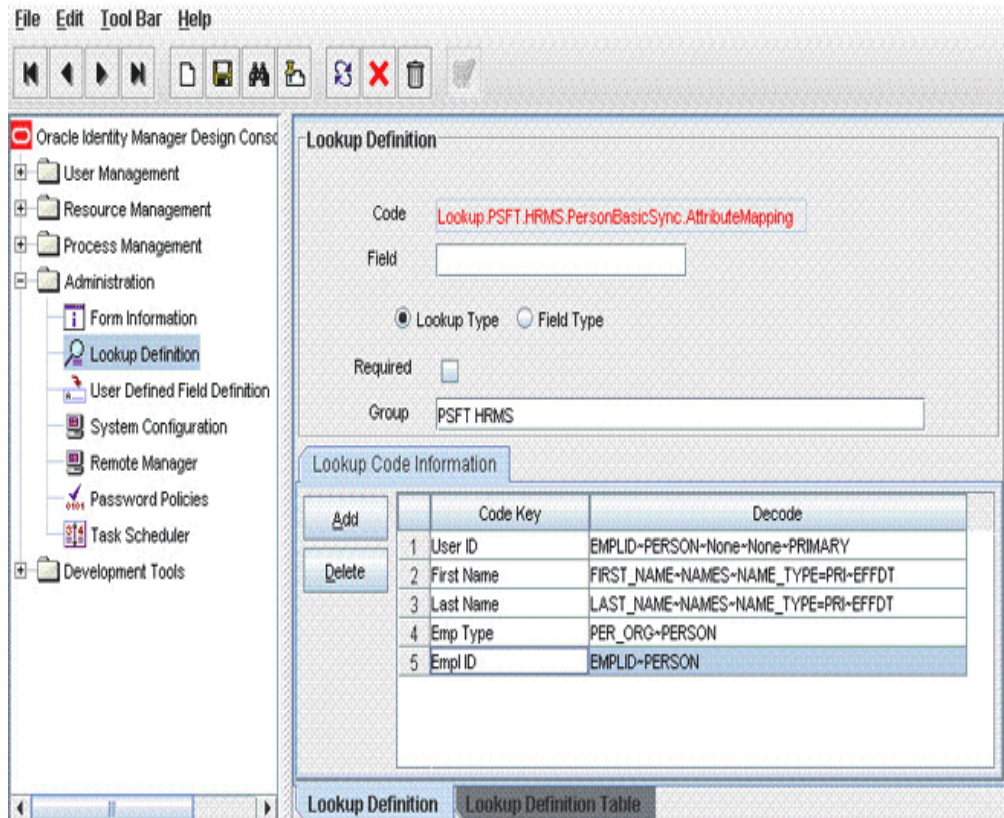 File Edit Tool Bar Help
Oracle Identity Manager Design Consc
User Management
Resource Management
Process Management
Administration
Form Information
Lookup Definition
User Defined Field Definition
System Configuration
Remote Manager
Password Policies
Task Scheduler
Development Tools
Lookup Definition
Code Lookup.PSFT.HRMS.PersonBasicSync.AttributeMapping
Field
Lookup Type Field Type
Required
Group PSFT HRMS
Lookup Code Information
Add
Delete
Code Key Decode
1 User ID EMPLID~PERSON~None~None~PRIMARY
2 First Name FIRST_NAME~NAMES~NAME_TYPE=PRI~EFFDT
3 Last Name LAST_NAME~NAMES~NAME_TYPE=PRI~EFFDT
4 Emp Type PER_ORG~PERSON
5 Empl ID EMPLID~PERSON
Lookup Definition Lookup Definition Table